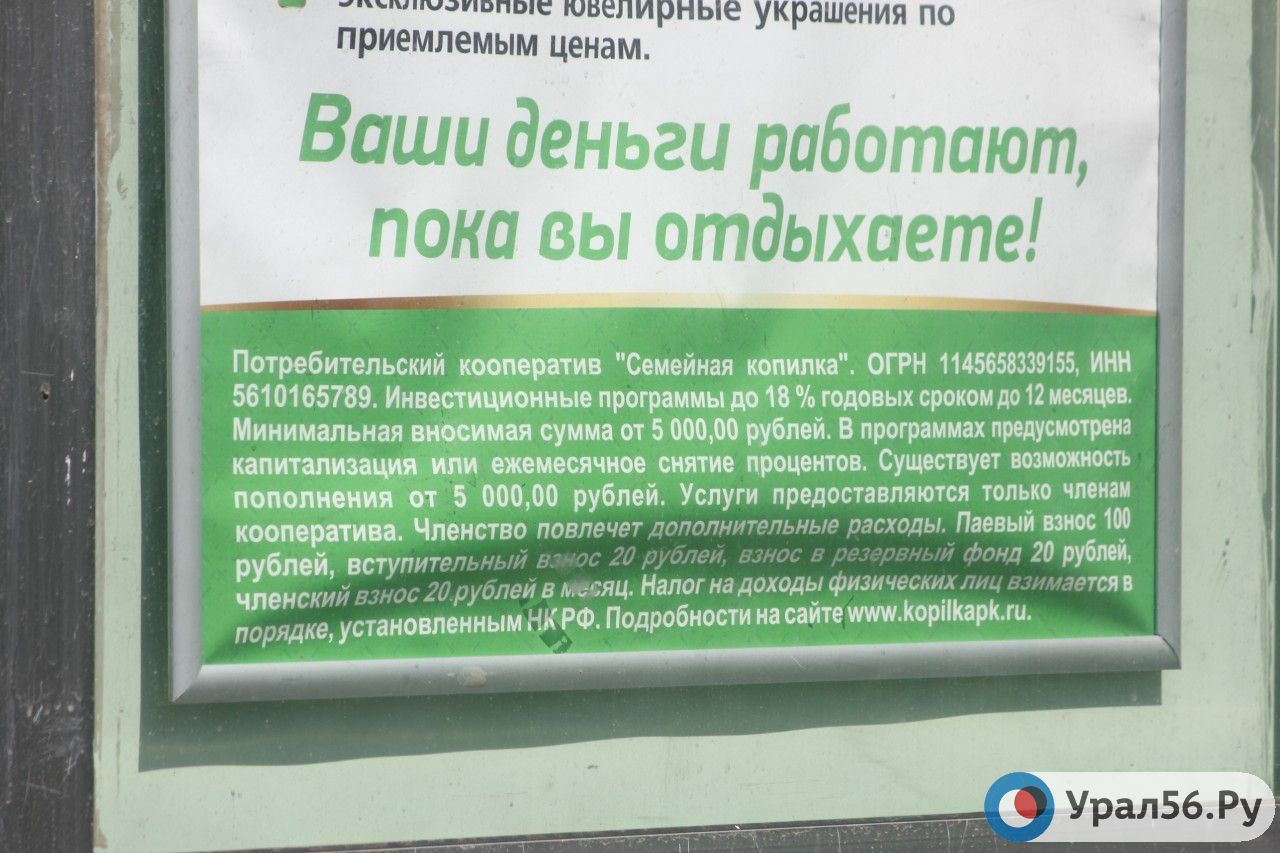 эксклюзивные ювелирные украшения по
приемлемым ценам.
Ваши деньги работают,
пока вы отдыхаете!
Потребительский кооператив "Семейная копилка". ОГРН 1145658339155, ИНН
5610165789. Инвестиционные программы до 18 % годовых сроком до 12 месяцев.
Минимальная вносимая сумма от 5 000,00 рублей. В программах предусмотрена
капитализация или ежемесячное снятие процентов. Существует возможность
пополнения от 5 000,00 рублей. Услуги предоставляются только членам
кооператива. Членство повлечет дополнительные расходы. Паевый взнос 100
рублей, вступительный взнос 20 рублей, взнос в резервный фонд 20 рублей,
членский взнос 20 рублей в месяц. Налог на доходы физических лиц взимается в
порядке, установленным НК РФ. Подробности на сайте www.kopilkapk.ru.
Урал56.Ру